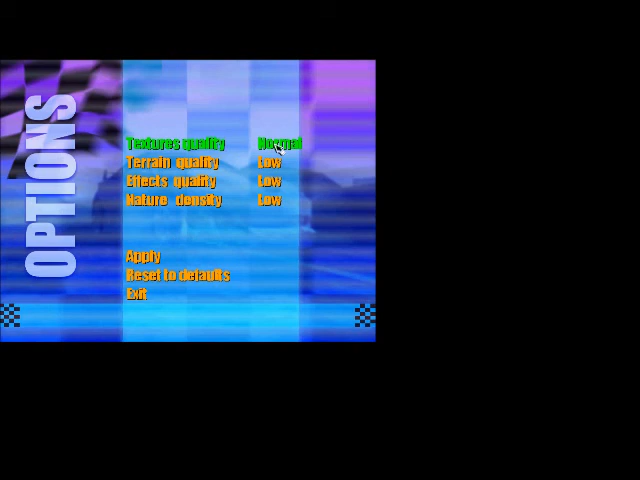 OPTIONS
Textures quality Normal
Terrain quality Low
Effects quality Low
Nature density Low
Apply
Reset to defaults
Exit